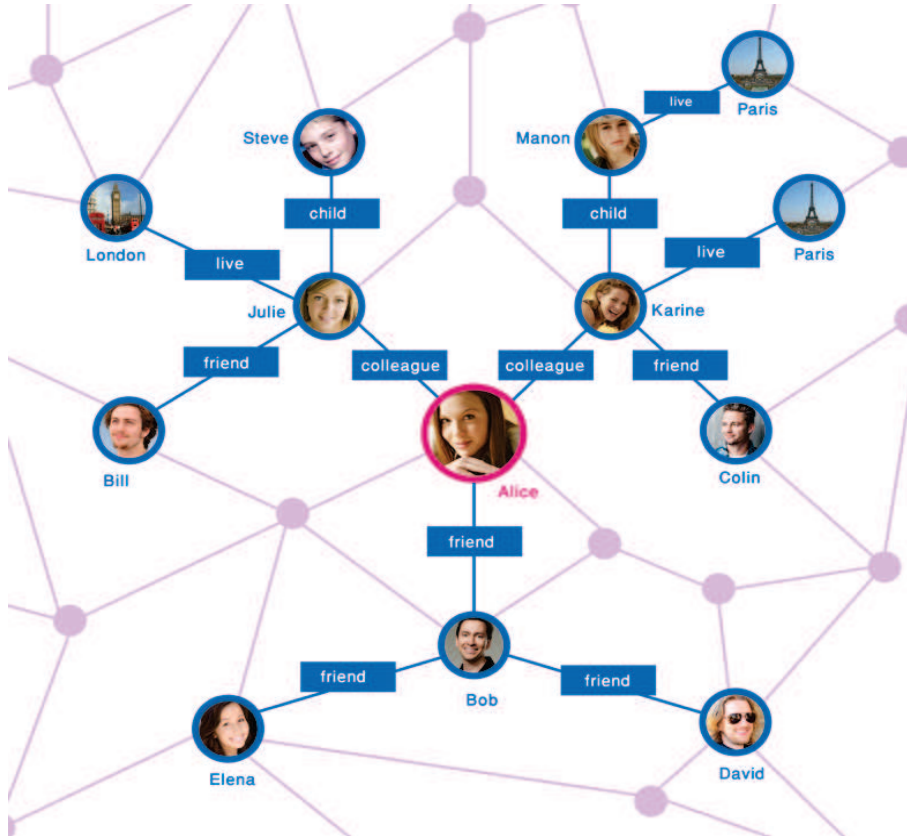 Paris
live
Steve
Manon
child
child
London
live
live
Paris
Julie
Karine
friend
colleague
colleague
friend
Bill
Alice
Colin
friend
friend
Bob
friend
Elena
David